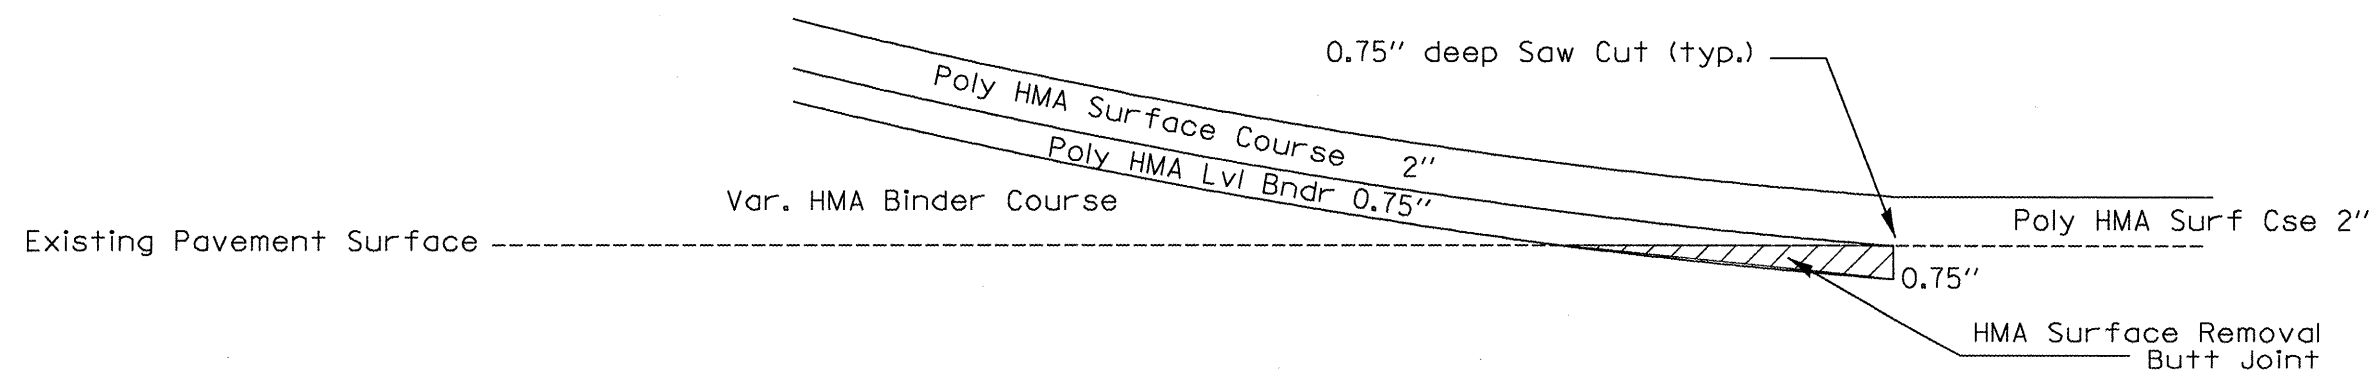 0.75" deep Saw Cut (typ.)
Poly HMA Surface Course 2"
Poly HMA Lvl Bndr 0.75"
Var. HMA Binder Course
Poly HMA Surf Cse 2"
Existing Pavement Surface
0.75"
HMA Surface Removal
Butt Joint